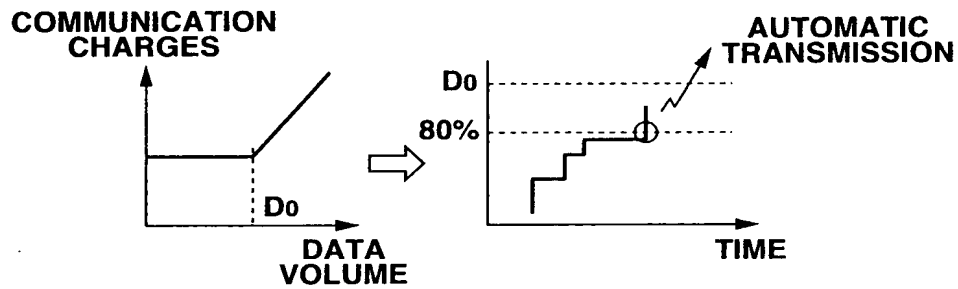 COMMUNICATION
CHARGES
D0
DATA
VOLUME
AUTOMATIC
TRANSMISSION
D0
80%
TIME